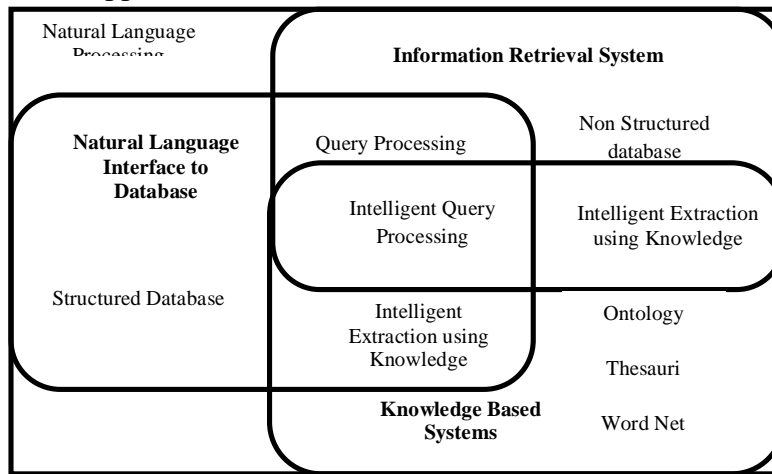 Natural Language
Processing
Information Retrieval System
Natural Language
Interface to
Database
Query Processing
Non Structured
database
Intelligent Query
Processing
Intelligent Extraction
using Knowledge
Structured Database
Intelligent
Extraction using
Knowledge
Ontology
Thesauri
Knowledge Based
Systems
Word Net